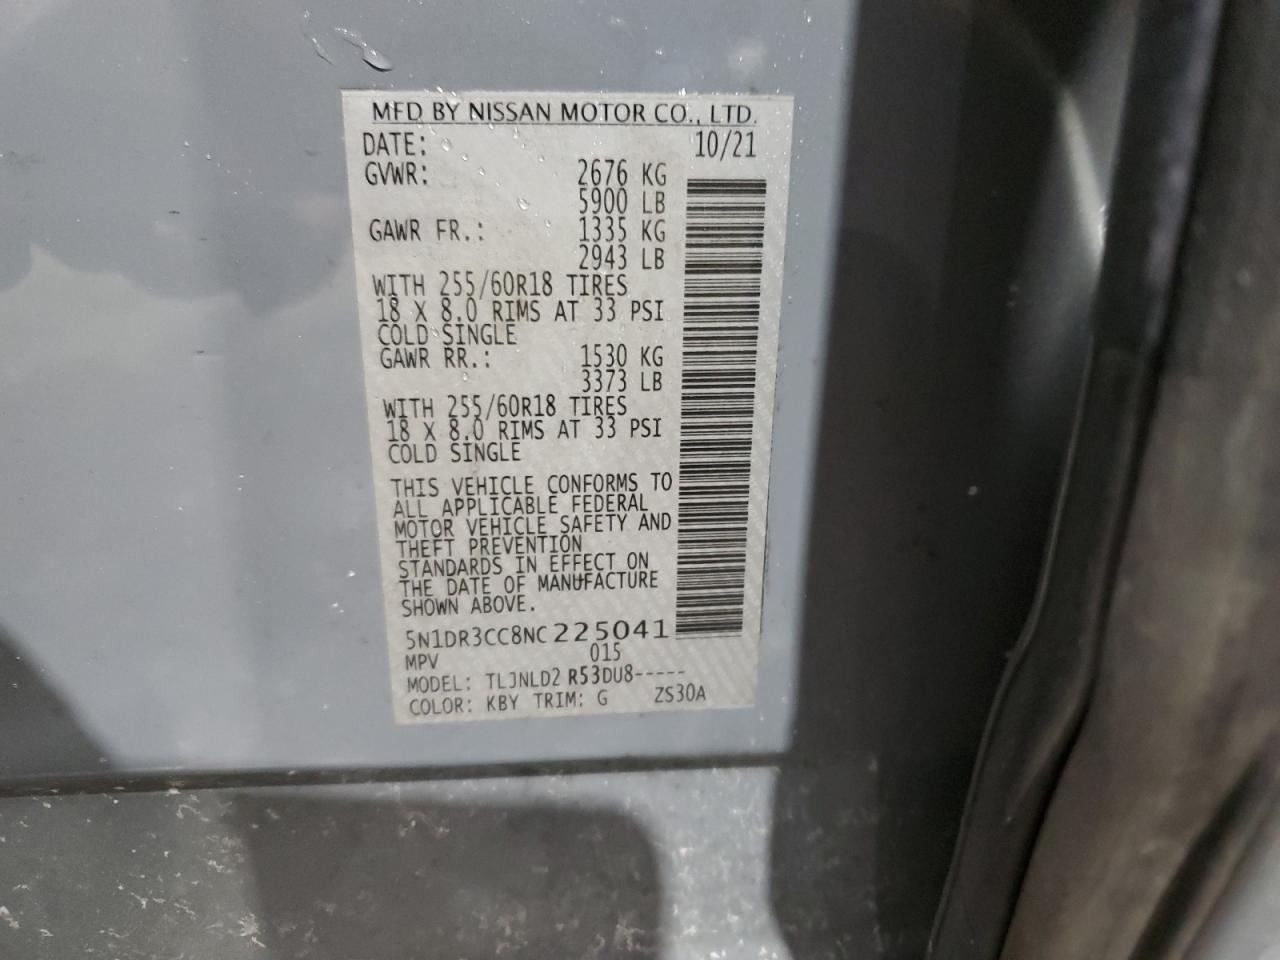 MFD BY NISSAN MOTOR CO., LTD.
DATE: 10/21
GVWR: 2676 KG
5900 LB
GAWR FR.: 1335 KG
2943 LB
WITH 255/60R18 TIRES
18 X 8.0 RIMS AT 33 PSI
COLD SINGLE
GAWR RR.: 1530 KG
3373 LB
WITH 255/60R18 TIRES
18 X 8.0 RIMS AT 33 PSI
COLD SINGLE
THIS VEHICLE CONFORMS TO
ALL APPLICABLE FEDERAL
MOTOR VEHICLE SAFETY AND
THEFT PREVENTION
STANDARDS IN EFFECT ON
THE DATE OF MANUFACTURE
SHOWN ABOVE.
5N1DR3CC8NC225041
MPV 015
MODEL: TLJNLD2 R53DU8-----
COLOR: KBY TRIM: G ZS30A